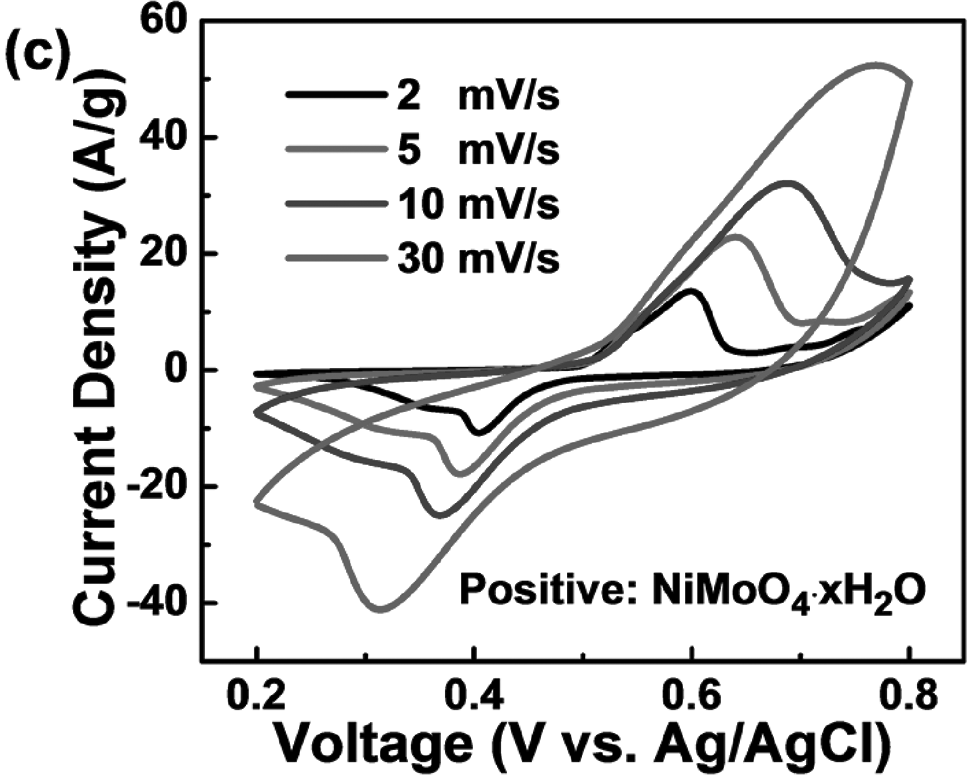 (c)
Current Density (A/g)
60
40
20
0
-20
-40
2 mV/s
5 mV/s
10 mV/s
30 mV/s
Positive: NiMoO₄·xH₂O
0.2 0.4 0.6 0.8
Voltage (V vs. Ag/AgCl)